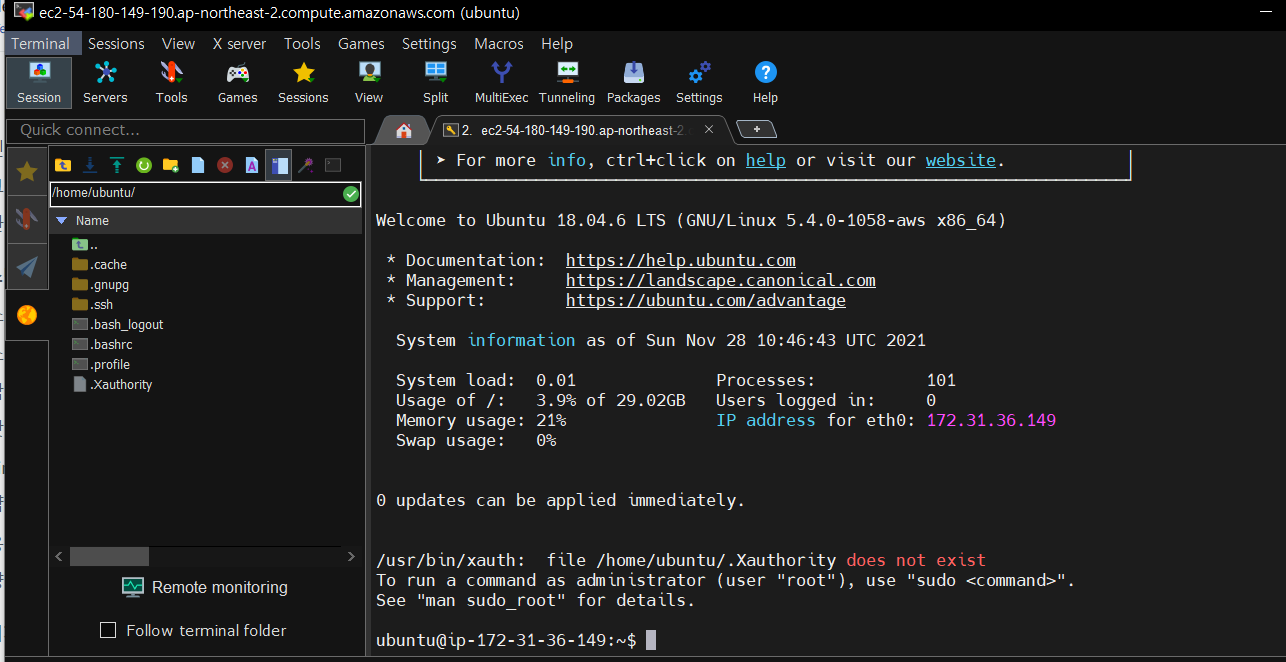 ec2-54-180-149-190.ap-northeast-2.compute.amazonaws.com (ubuntu)
Terminal Sessions View X server Tools Games Settings Macros Help
Session Servers Tools Games Sessions View Split MultiExec Tunneling Packages Settings Help
Quick connect...
2. ec2-54-180-149-190.ap-northeast-2.
/home/ubuntu/
Name
..
.cache
.gnupg
.ssh
.bash_logout
.bashrc
.profile
.Xauthority
Remote monitoring
Follow terminal folder
➤ For more info, ctrl+click on help or visit our website.
Welcome to Ubuntu 18.04.6 LTS (GNU/Linux 5.4.0-1058-aws x86_64)
* Documentation: https://help.ubuntu.com
* Management: https://landscape.canonical.com
* Support: https://ubuntu.com/advantage
System information as of Sun Nov 28 10:46:43 UTC 2021
System load: 0.01 Processes: 101
Usage of /: 3.9% of 29.02GB Users logged in: 0
Memory usage: 21% IP address for eth0: 172.31.36.149
Swap usage: 0%
0 updates can be applied immediately.
/usr/bin/xauth: file /home/ubuntu/.Xauthority does not exist
To run a command as administrator (user "root"), use "sudo <command>".
See "man sudo_root" for details.
ubuntu@ip-172-31-36-149:~$